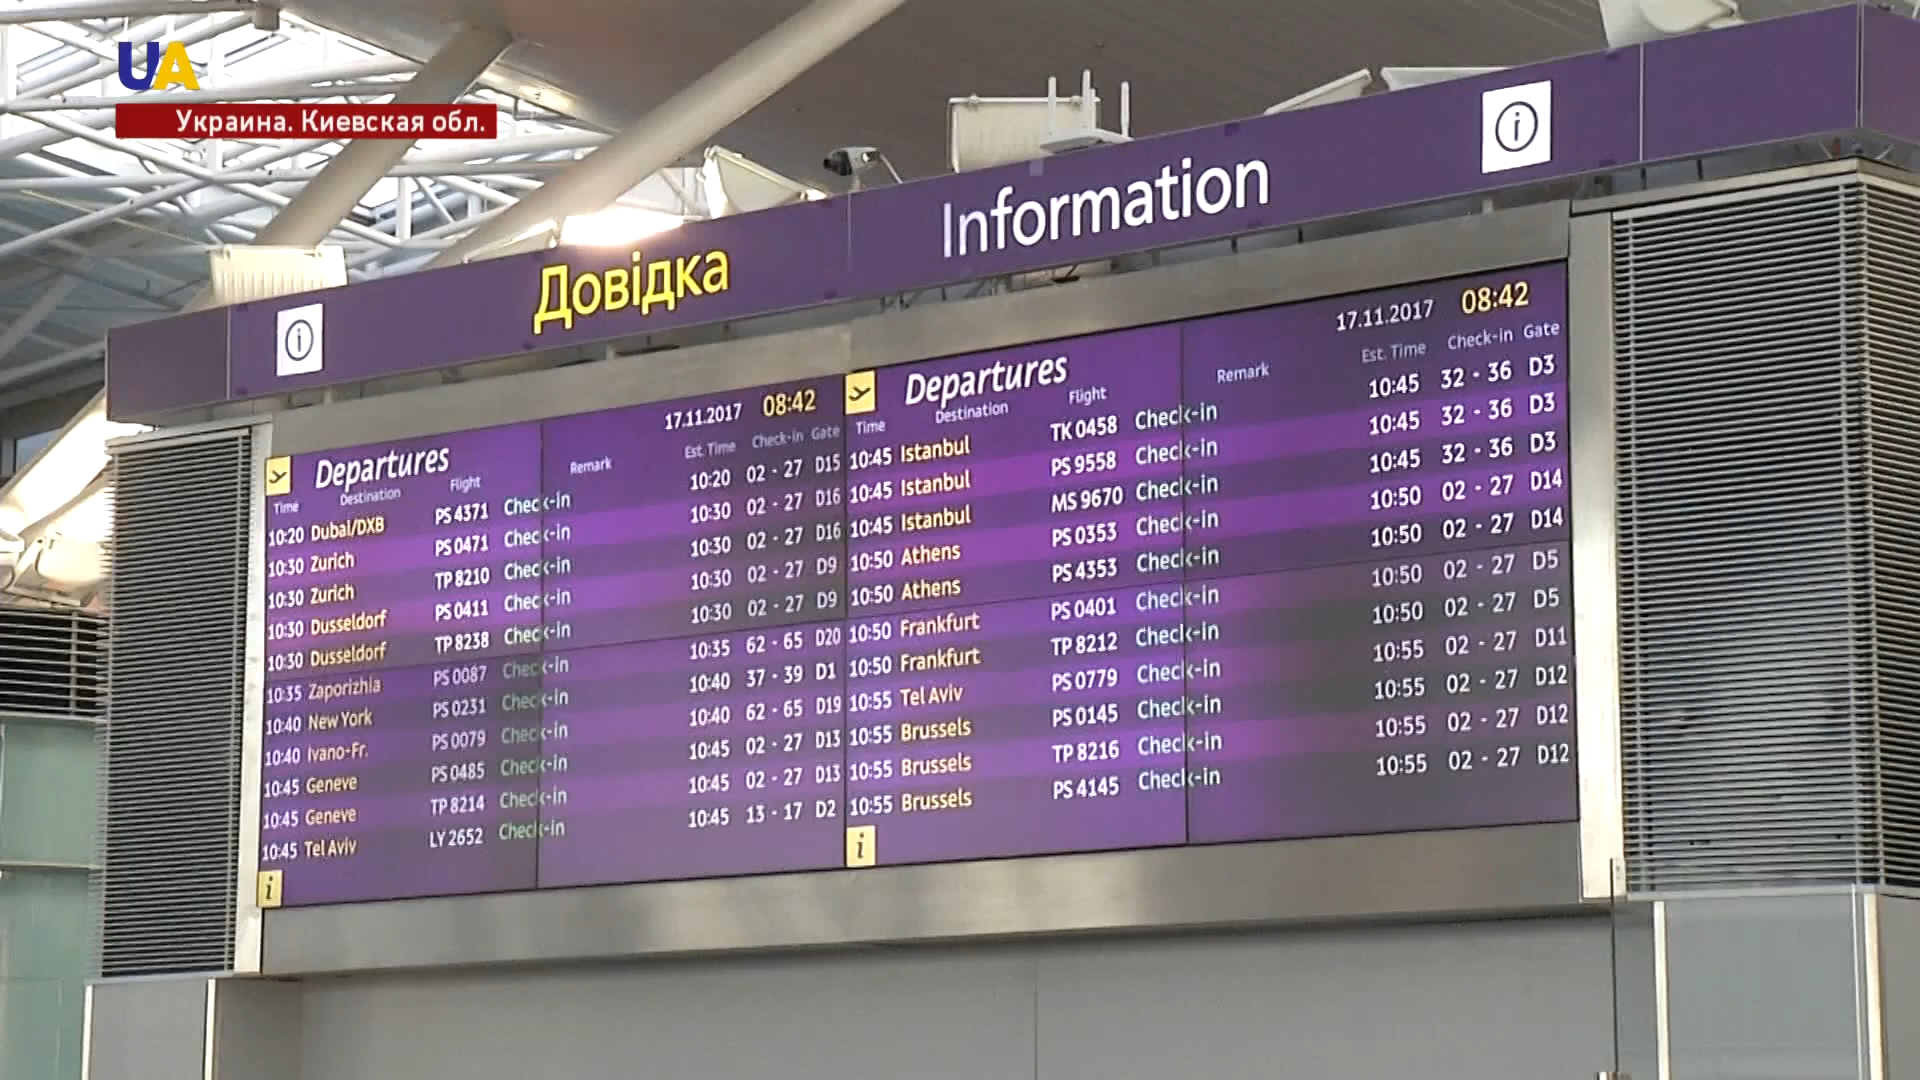 UA
Украина. Киевская обл.
Довідка Information
Departures 17.11.2017 08:42
Time Destination Flight Remark Est. Time Check-in Gate
10:20 Dubai/DXB PS 4371 Check-in 10:20 02 - 27 D15
10:30 Zurich PS 0471 Check-in 10:30 02 - 27 D16
10:30 Zurich TP 8210 Check-in 10:30 02 - 27 D16
10:30 Dusseldorf PS 0411 Check-in 10:30 02 - 27 D9
10:30 Dusseldorf TP 8238 Check-in 10:30 02 - 27 D9
10:35 Zaporizhia PS 0087 Check-in 10:35 62 - 65 D20
10:40 New York PS 0231 Check-in 10:40 37 - 39 D1
10:40 Ivano-Fr. PS 0079 Check-in 10:40 62 - 65 D19
10:45 Geneve PS 0485 Check-in 10:45 02 - 27 D13
10:45 Geneve TP 8214 Check-in 10:45 02 - 27 D13
10:45 Tel Aviv LY 2652 Check-in 10:45 13 - 17 D2
Departures 17.11.2017 08:42
Time Destination Flight Remark Est. Time Check-in Gate
10:45 Istanbul TK 0458 Check-in 10:45 32 - 36 D3
10:45 Istanbul PS 9558 Check-in 10:45 32 - 36 D3
10:45 Istanbul MS 9670 Check-in 10:45 32 - 36 D3
10:50 Athens PS 0353 Check-in 10:50 02 - 27 D14
10:50 Athens PS 4353 Check-in 10:50 02 - 27 D14
10:50 Frankfurt PS 0401 Check-in 10:50 02 - 27 D5
10:50 Frankfurt TP 8212 Check-in 10:50 02 - 27 D5
10:55 Tel Aviv PS 0779 Check-in 10:55 02 - 27 D11
10:55 Brussels PS 0145 Check-in 10:55 02 - 27 D12
10:55 Brussels TP 8216 Check-in 10:55 02 - 27 D12
10:55 Brussels PS 4145 Check-in 10:55 02 - 27 D12